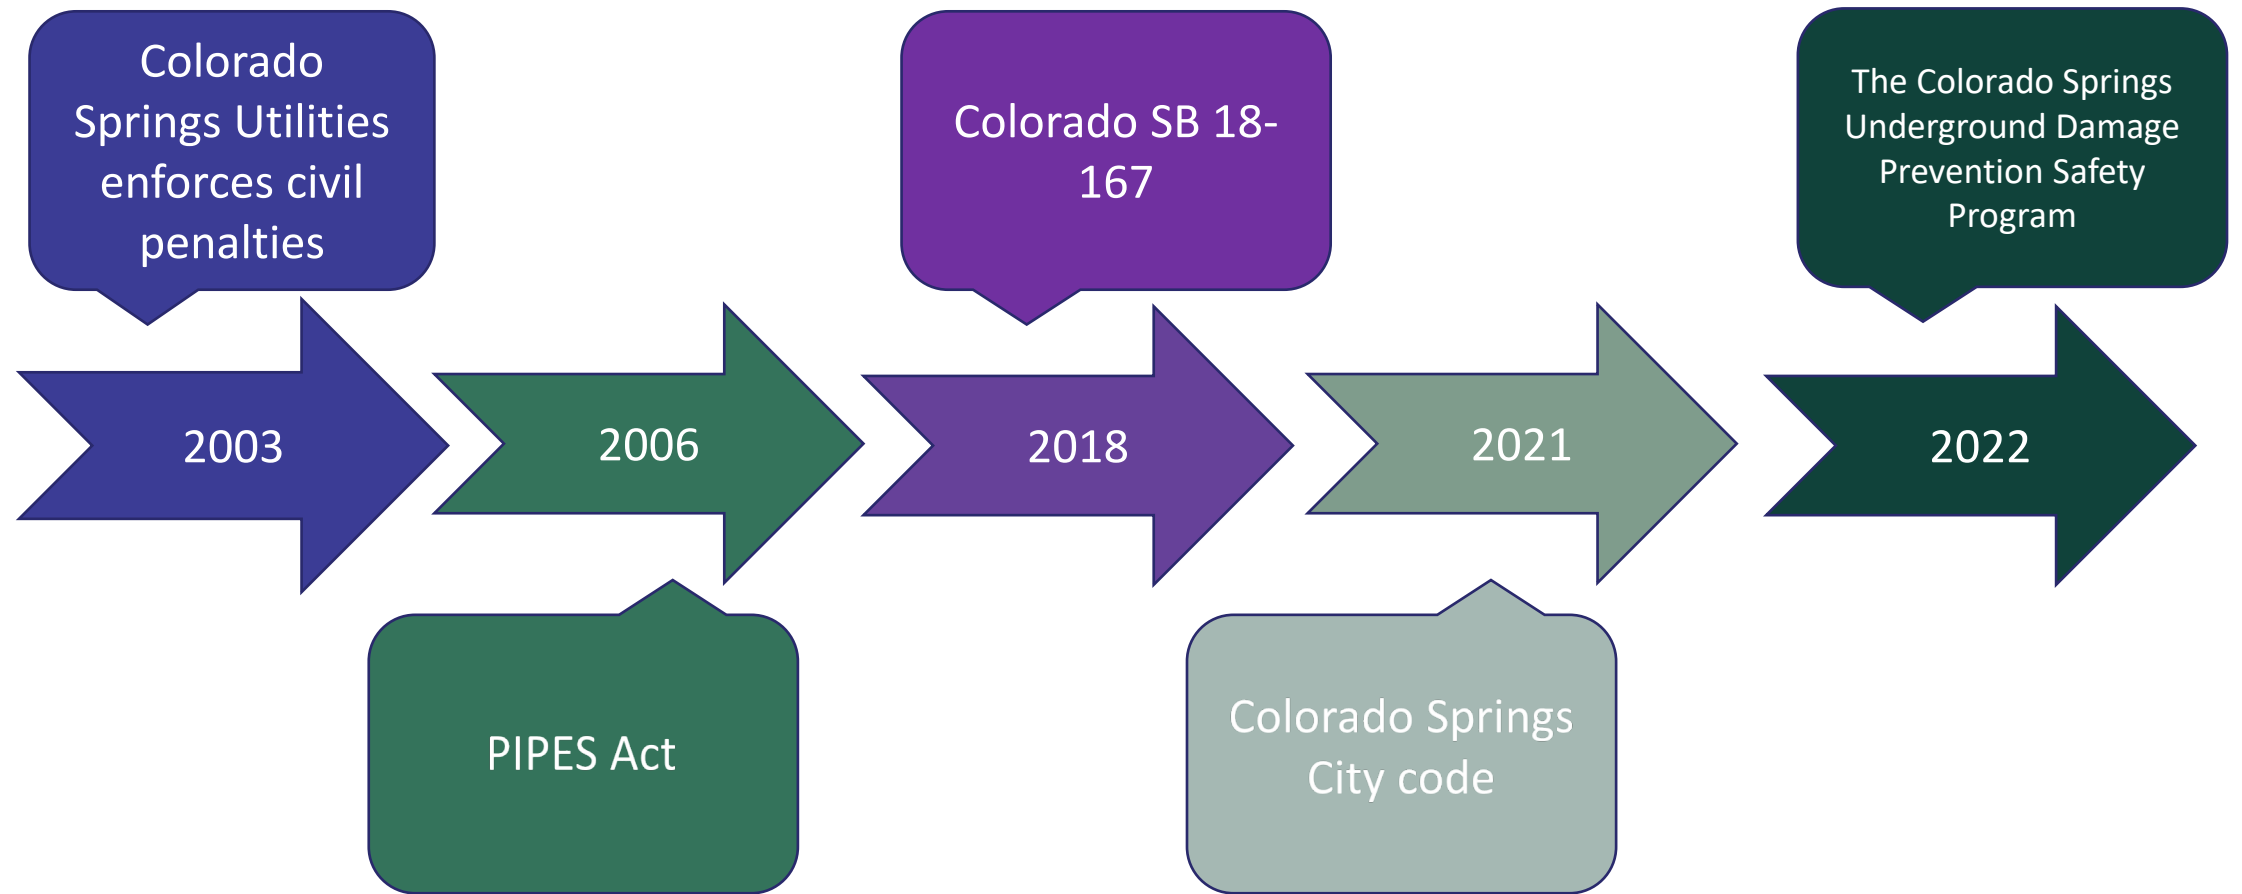 Colorado
Springs Utilities
enforces civil
penalties
Colorado SB 18-
167
The Colorado Springs
Underground Damage
Prevention Safety
Program
2003
2006
2018
2021
2022
PIPES Act
Colorado Springs
City code